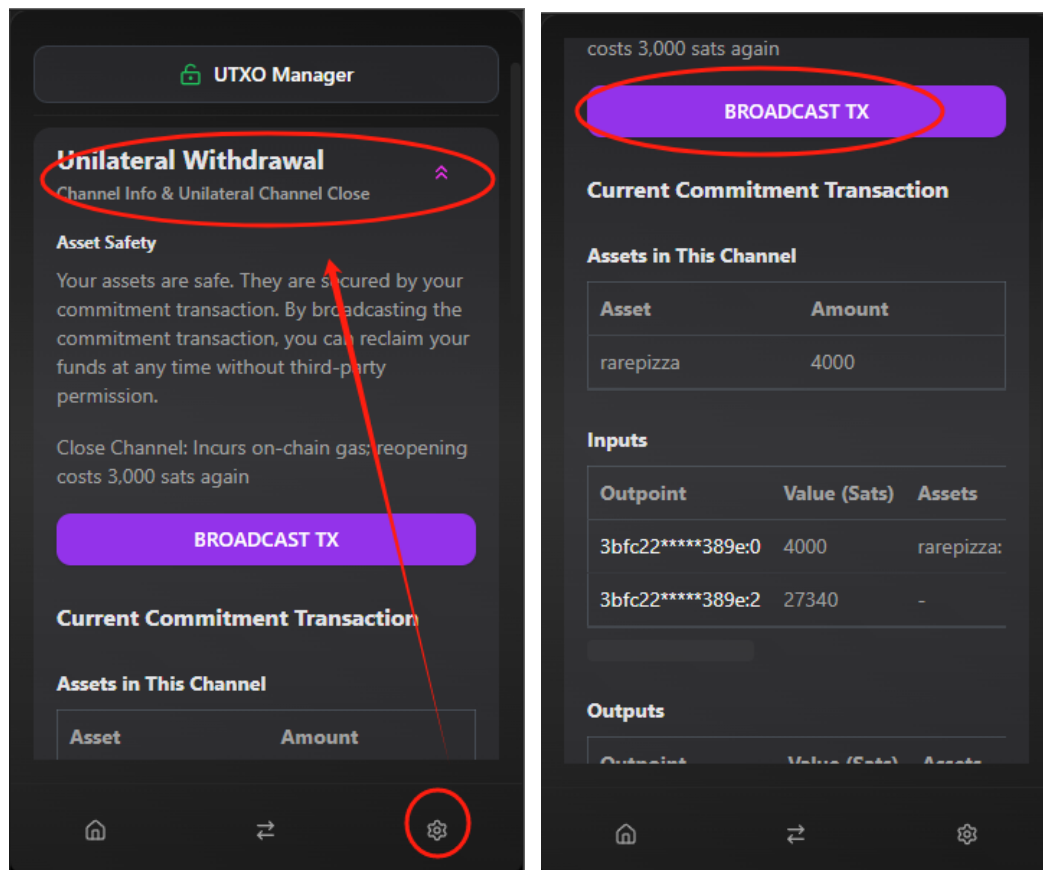 UTXO Manager
Unilateral Withdrawal
Channel Info & Unilateral Channel Close
Asset Safety
Your assets are safe. They are secured by your
commitment transaction. By broadcasting the
commitment transaction, you can reclaim your
funds at any time without third-party
permission.
Close Channel: Incurs on-chain gas; reopening
costs 3,000 sats again
BROADCAST TX
Current Commitment Transaction
Assets in This Channel
Asset Amount
costs 3,000 sats again
BROADCAST TX
Current Commitment Transaction
Assets in This Channel
Asset Amount
rarepizza 4000
Inputs
Outpoint Value (Sats) Assets
3bfc22*****389e:0 4000 rarepizza:
3bfc22*****389e:2 27340 -
Outputs
Outpoint Value (Sats) Assets